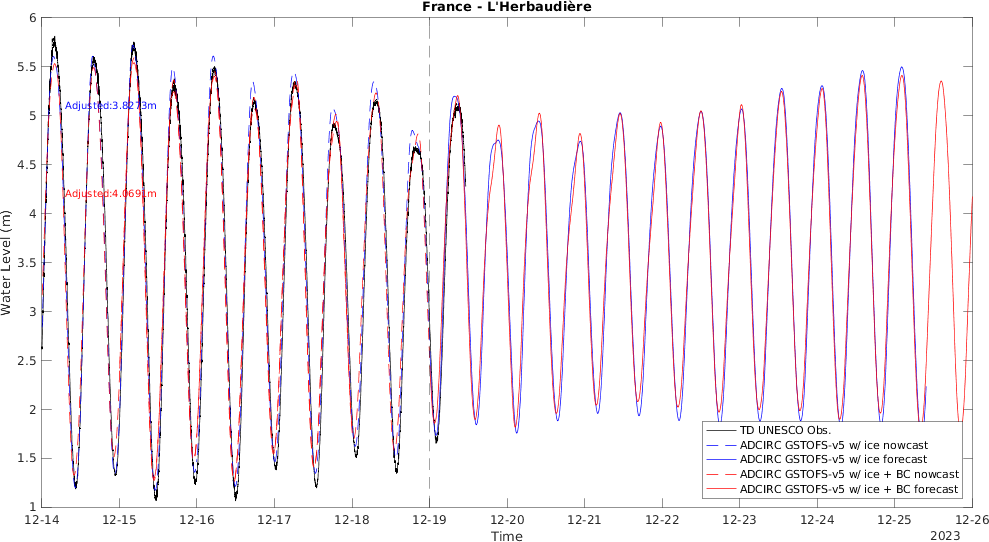 France - L'Herbaudière
6
5.5
5
4.5
4
3.5
3
2.5
2
1.5
1
Water Level (m)
Adjusted:3.8273m
Adjusted:4.0691m
TD UNESCO Obs.
ADCIRC GSTOFS-v5 w/ ice nowcast
ADCIRC GSTOFS-v5 w/ ice forecast
ADCIRC GSTOFS-v5 w/ ice + BC nowcast
ADCIRC GSTOFS-v5 w/ ice + BC forecast
12-14 12-15 12-16 12-17 12-18 12-19 12-20 12-21 12-22 12-23 12-24 12-25 12-26
Time
2023